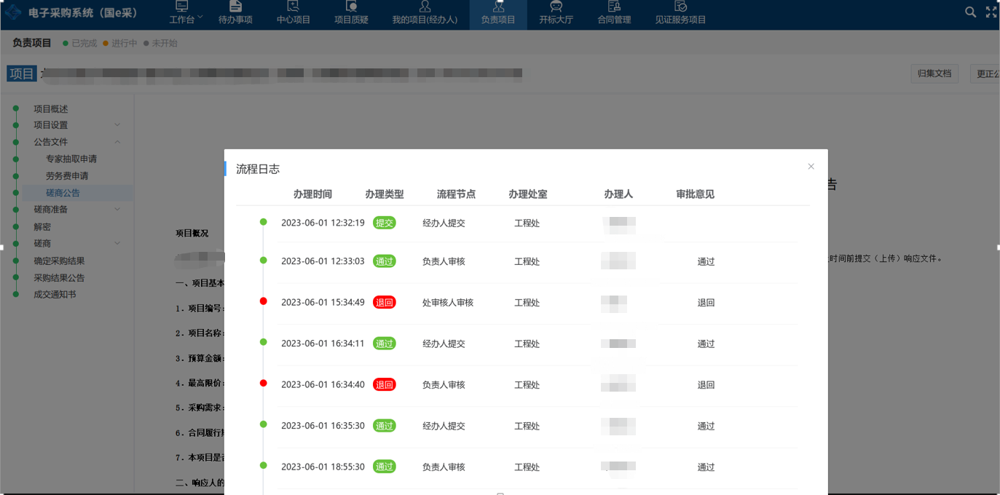 电子采购系统（国e采）
工作台 待办事项 中心项目 项目质疑 我的项目(经办人) 负责项目 开标大厅 合同管理 见证服务项目
负责项目 已完成 进行中 未开始
项目
归集文档 更正公
项目概述
项目设置
公告文件
专家抽取申请
劳务费申请
磋商公告
磋商准备
解密
磋商
确定采购结果
采购结果公告
成交通知书
告
项目概况
时间前提交（上传）响应文件。
一、项目基本
1. 项目编号：
2. 项目名称：
3. 预算金额：
4. 最高限价：
5. 采购需求：
6. 合同履行
7. 本项目是
二、响应人的
流程日志
办理时间 办理类型 流程节点 办理处室 办理人 审批意见
2023-06-01 12:32:19 提交 经办人提交 工程处
2023-06-01 12:33:03 通过 负责人审核 工程处 通过
2023-06-01 15:34:49 退回 处审核人审核 工程处 退回
2023-06-01 16:34:11 通过 经办人提交 工程处 通过
2023-06-01 16:34:40 退回 负责人审核 工程处 退回
2023-06-01 16:35:30 通过 经办人提交 工程处 通过
2023-06-01 18:55:30 通过 负责人审核 工程处 通过